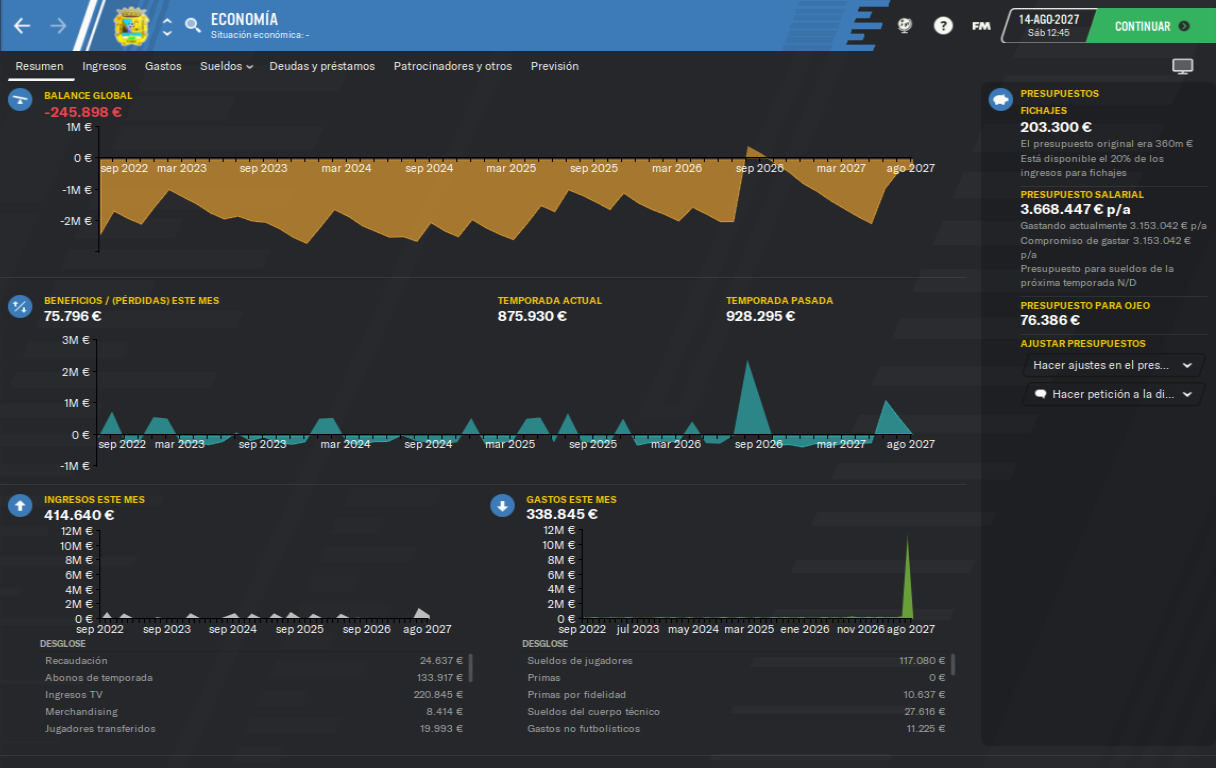 ECONOMÍA
Situación económica: -
FM
14-AGO-2027
Sáb 12:45
CONTINUAR
Resumen Ingresos Gastos Sueldos Deudas y préstamos Patrocinadores y otros Previsión
BALANCE GLOBAL
-245.898 €
1M €
0 €
-1M €
-2M €
sep 2022 mar 2023 sep 2023 mar 2024 sep 2024 mar 2025 sep 2025 mar 2026 sep 2026 mar 2027 ago 2027
BENEFICIOS / (PÉRDIDAS) ESTE MES
75.796 €
TEMPORADA ACTUAL
875.930 €
TEMPORADA PASADA
928.295 €
3M €
2M €
1M €
0 €
-1M €
sep 2022 mar 2023 sep 2023 mar 2024 sep 2024 mar 2025 sep 2025 mar 2026 sep 2026 mar 2027 ago 2027
INGRESOS ESTE MES
414.640 €
12M €
10M €
8M €
6M €
4M €
2M €
0 €
sep 2022 sep 2023 sep 2024 sep 2025 sep 2026 ago 2027
DESGLOSE
Recaudación 24.637 €
Abonos de temporada 133.917 €
Ingresos TV 220.845 €
Merchandising 8.414 €
Jugadores transferidos 19.993 €
GASTOS ESTE MES
338.845 €
12M €
10M €
8M €
6M €
4M €
2M €
0 €
sep 2022 jul 2023 may 2024 mar 2025 ene 2026 nov 2026 ago 2027
DESGLOSE
Sueldos de jugadores 117.080 €
Primas 0 €
Primas por fidelidad 10.637 €
Sueldos del cuerpo técnico 27.616 €
Gastos no futbolísticos 11.225 €
PRESUPUESTOS
FICHAJES
203.300 €
El presupuesto original era 360m €
Está disponible el 20% de los
ingresos para fichajes
PRESUPUESTO SALARIAL
3.668.447 € p/a
Gastando actualmente 3.153.042 € p/a
Compromiso de gastar 3.153.042 €
p/a
Presupuesto para sueldos de la
próxima temporada N/D
PRESUPUESTO PARA OJEO
76.386 €
AJUSTAR PRESUPUESTOS
Hacer ajustes en el pres...
Hacer petición a la di...